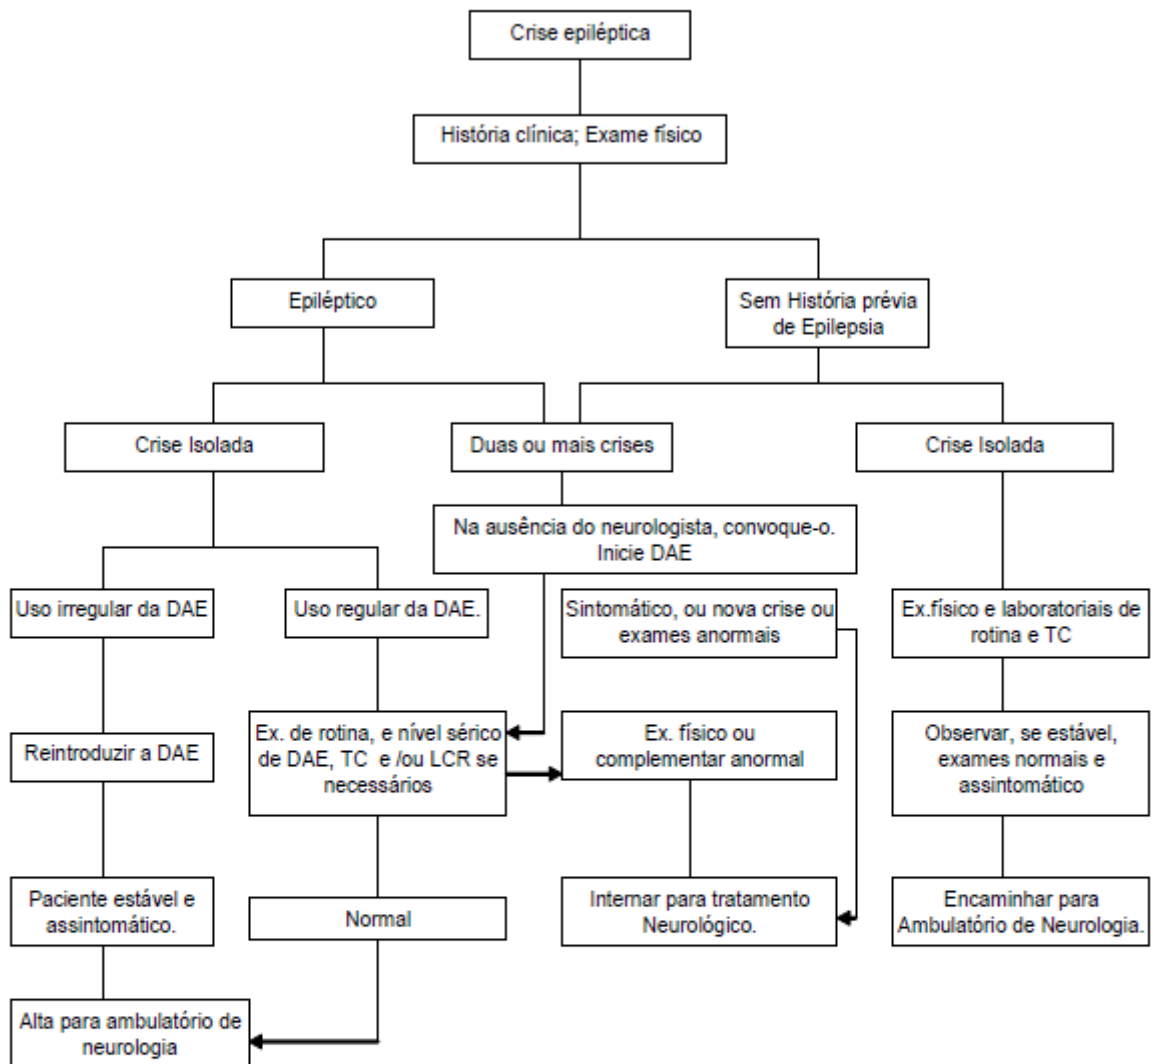 Crise epiléptica
História clínica; Exame físico
Epiléptico
Sem História prévia
de Epilepsia
Crise Isolada
Duas ou mais crises
Crise Isolada
Na ausência do neurologista, convoque-o.
Inicie DAE
Uso irregular da DAE
Uso regular da DAE.
Sintomático, ou nova crise ou
exames anormais
Ex.físico e laboratoriais de
rotina e TC
Reintroduzir a DAE
Ex. de rotina, e nível sérico
de DAE, TC e /ou LCR se
necessários
Ex. físico ou
complementar anormal
Observar, se estável,
exames normais e
assintomático
Paciente estável e
assintomático.
Normal
Internar para tratamento
Neurológico.
Encaminhar para
Ambulatório de Neurologia.
Alta para ambulatório de
neurologia